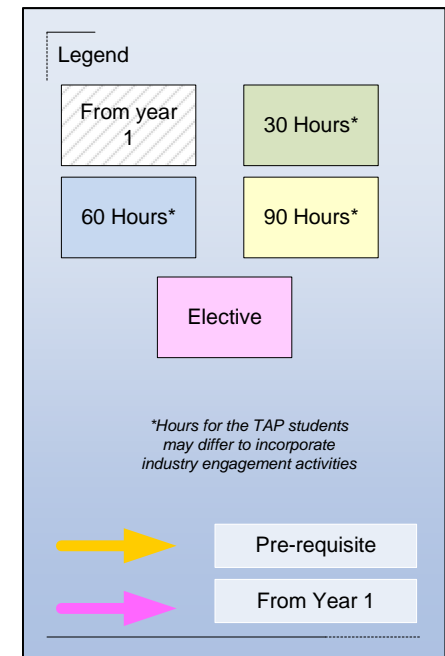 Legend
From year
1
30 Hours*
60 Hours*
90 Hours*
Elective
*Hours for the TAP students
may differ to incorporate
industry engagement activities
Pre-requisite
From Year 1